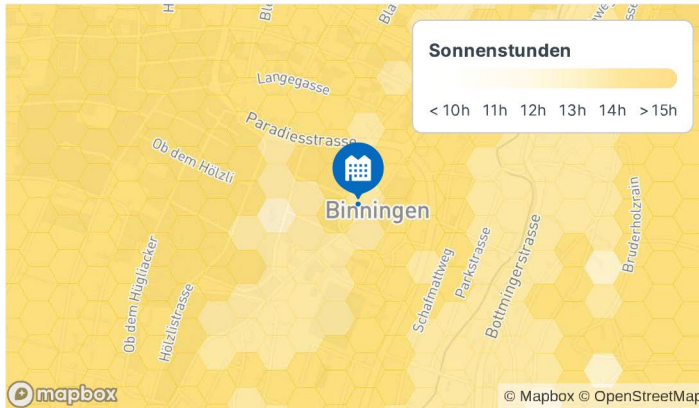 Sonnenstunden
< 10h 11h 12h 13h 14h > 15h
Langegasse
Paradiesstrasse
Ob dem Hölzli
Binningen
Bruderholzrain
Parkstrasse
Schafmattweg
Bottmingerstrasse
Ob dem Hügliacker
Hölzlistrasse
mapbox
© Mapbox © OpenStreetMap